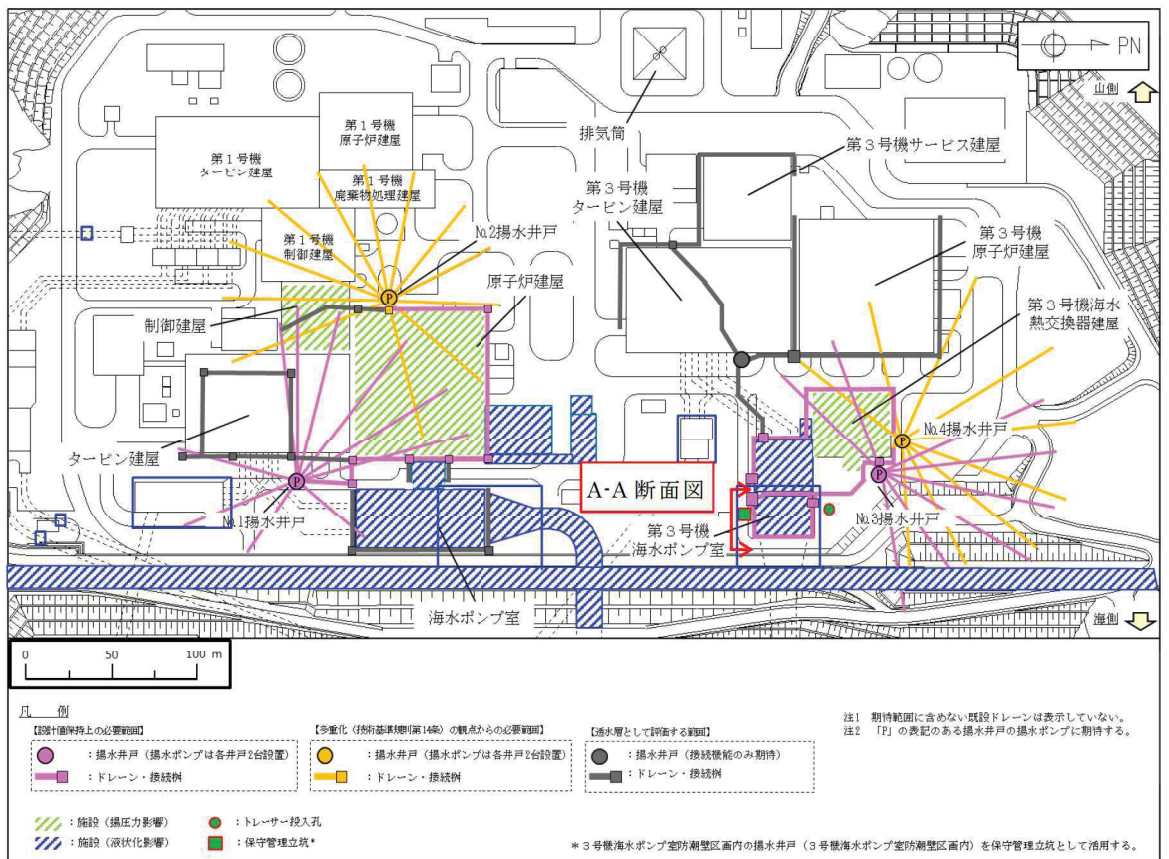 PN
山側
第１号機
原子炉建屋
第１号機
タービン建屋
第１号機
廃棄物処理建屋
第１号機
制御建屋
排気筒
第３号機サービス建屋
第３号機
タービン建屋
№2揚水井戸
P
原子炉建屋
第３号機
原子炉建屋
制御建屋
第３号機海水
熱交換器建屋
№4揚水井戸
P
タービン建屋
P
№1揚水井戸
A-A 断面図
P
№3揚水井戸
第３号機
海水ポンプ室
海水ポンプ室
海側
0 50 100 m
凡 例
【設計値保持上の必要範囲】
：揚水井戸（揚水ポンプは各井戸2台設置）
：ドレーン・接続桝
【多重化（技術基準規則第14条）の観点からの必要範囲】
：揚水井戸（揚水ポンプは各井戸2台設置）
：ドレーン・接続桝
【透水層として評価する範囲】
：揚水井戸（接続機能のみ期待）
：ドレーン・接続桝
注1 期待範囲に含めない既設ドレーンは表示していない。
注2 「P」の表記のある揚水井戸の揚水ポンプに期待する。
：施設（揚圧力影響）
：施設（液状化影響）
：トレーサー投入孔
：保守管理立坑*
＊３号機海水ポンプ室防潮壁区画内の揚水井戸（３号機海水ポンプ室防潮壁区画内）を保守管理立坑として活用する。